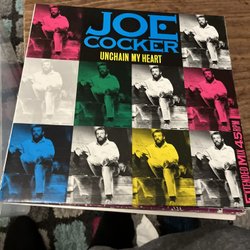 JOE
COCKER
UNCHAIN MY HEART
EXTENDED MIX 45 RPM